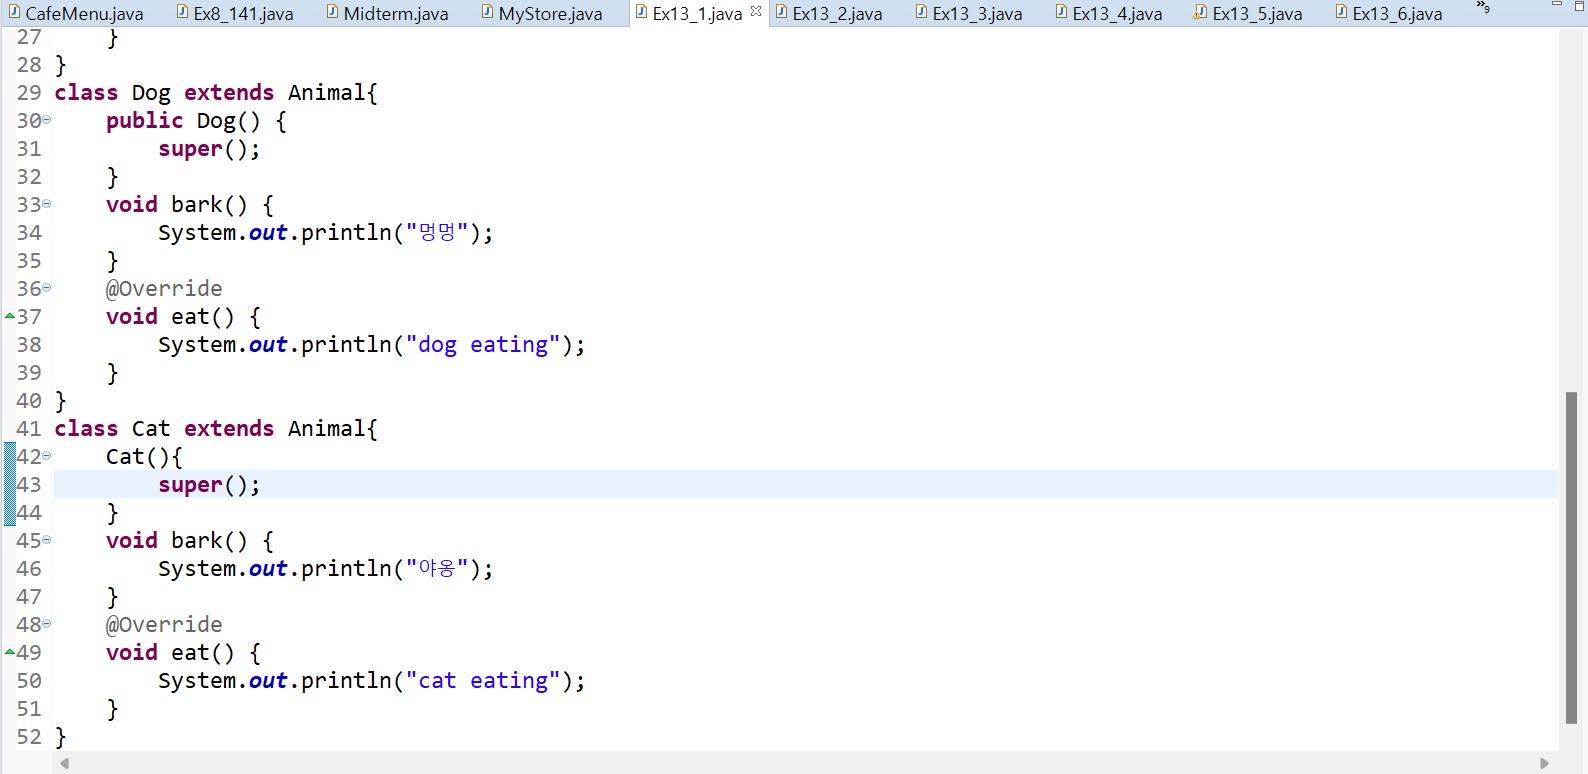 CafeMenu.java Ex8_141.java Midterm.java MyStore.java Ex13_1.java Ex13_2.java Ex13_3.java Ex13_4.java Ex13_5.java Ex13_6.java »9
27     }
28 }
29 class Dog extends Animal{
30     public Dog() {
31         super();
32     }
33     void bark() {
34         System.out.println("멍멍");
35     }
36     @Override
37     void eat() {
38         System.out.println("dog eating");
39     }
40 }
41 class Cat extends Animal{
42     Cat(){
43         super();
44     }
45     void bark() {
46         System.out.println("야옹");
47     }
48     @Override
49     void eat() {
50         System.out.println("cat eating");
51     }
52 }